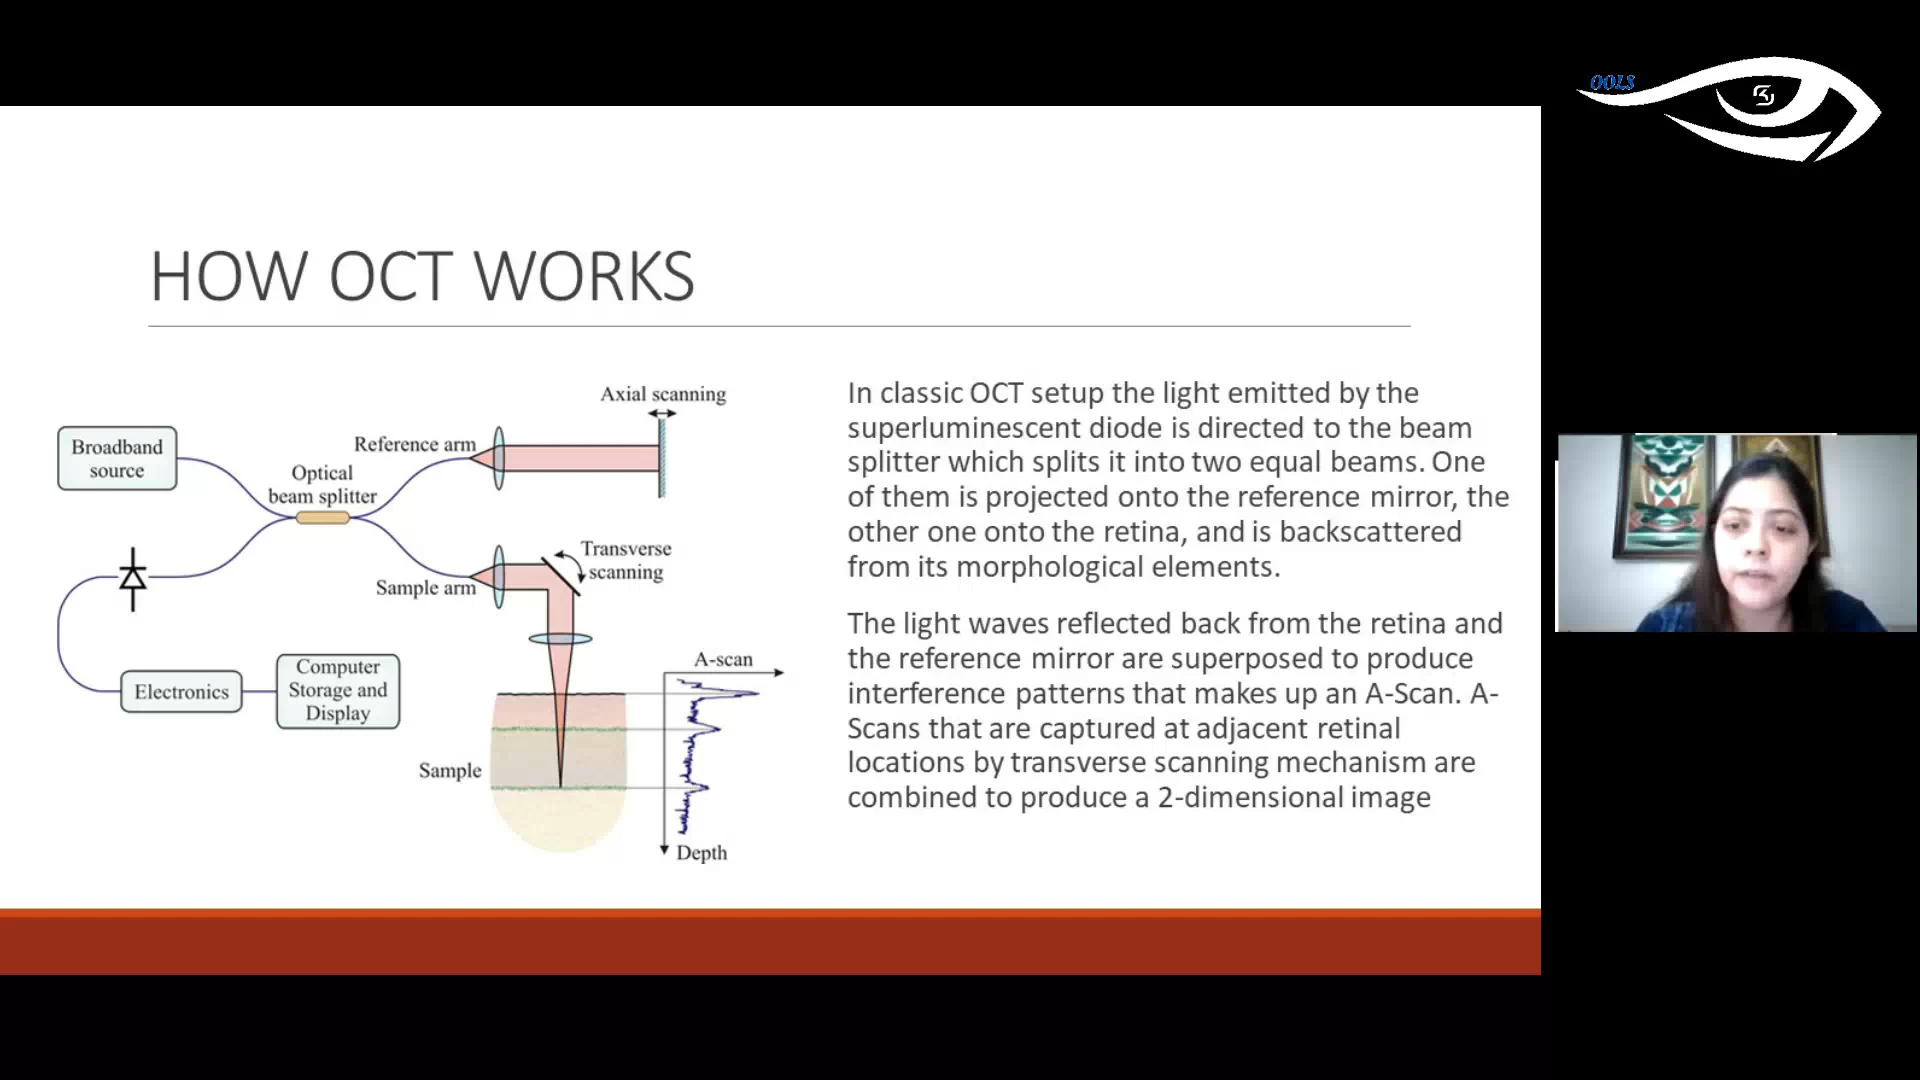 OOLS
HOW OCT WORKS
Axial scanning
Broadband
source
Reference arm
Optical
beam splitter
Transverse
scanning
Sample arm
A-scan
Electronics
Computer
Storage and
Display
Sample
Depth
In classic OCT setup the light emitted by the
superluminescent diode is directed to the beam
splitter which splits it into two equal beams. One
of them is projected onto the reference mirror, the
other one onto the retina, and is backscattered
from its morphological elements.
The light waves reflected back from the retina and
the reference mirror are superposed to produce
interference patterns that makes up an A-Scan. A-
Scans that are captured at adjacent retinal
locations by transverse scanning mechanism are
combined to produce a 2-dimensional image